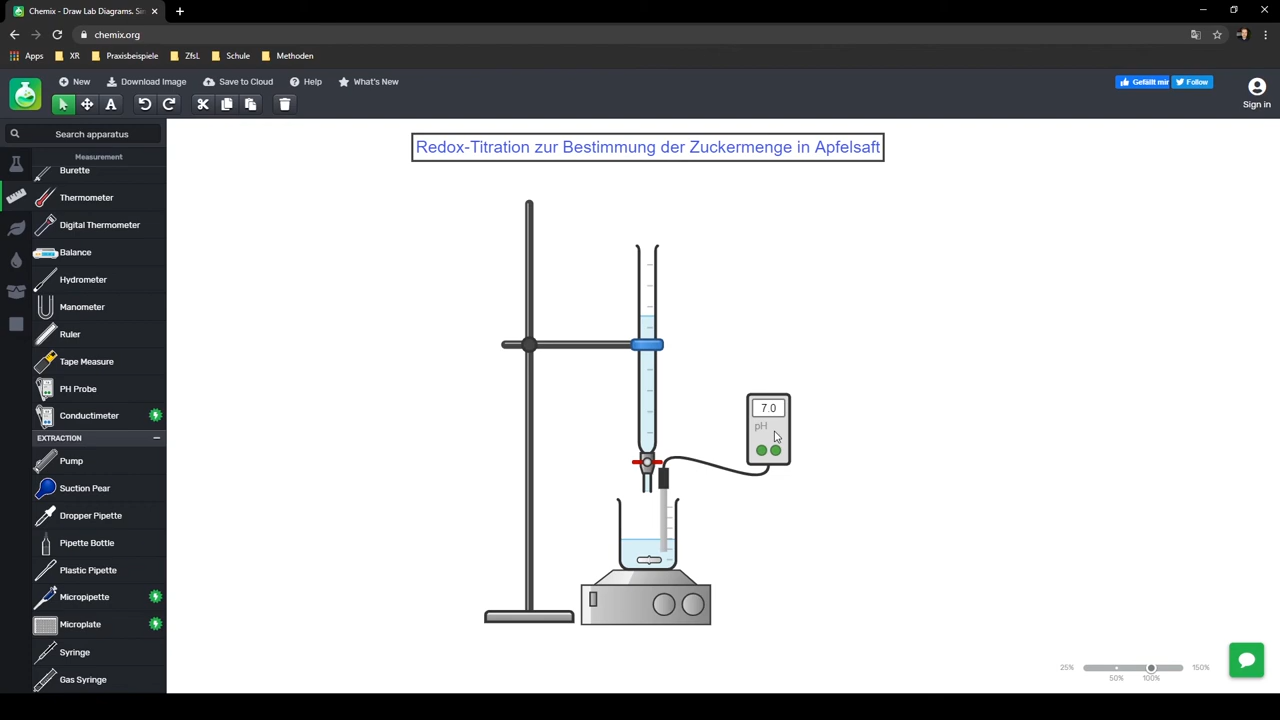 Chemix - Draw Lab Diagrams. Sim
chemix.org
Apps XR Praxisbeispiele ZfsL Schule Methoden
New Download Image Save to Cloud Help What's New
Gefällt mir Follow
Sign in
Search apparatus
Measurement
Burette
Thermometer
Digital Thermometer
Balance
Hydrometer
Manometer
Ruler
Tape Measure
PH Probe
Conductimeter
EXTRACTION
Pump
Suction Pear
Dropper Pipette
Pipette Bottle
Plastic Pipette
Micropipette
Microplate
Syringe
Gas Syringe
Redox-Titration zur Bestimmung der Zuckermenge in Apfelsaft
7.0
pH
25% 150%
50% 100%